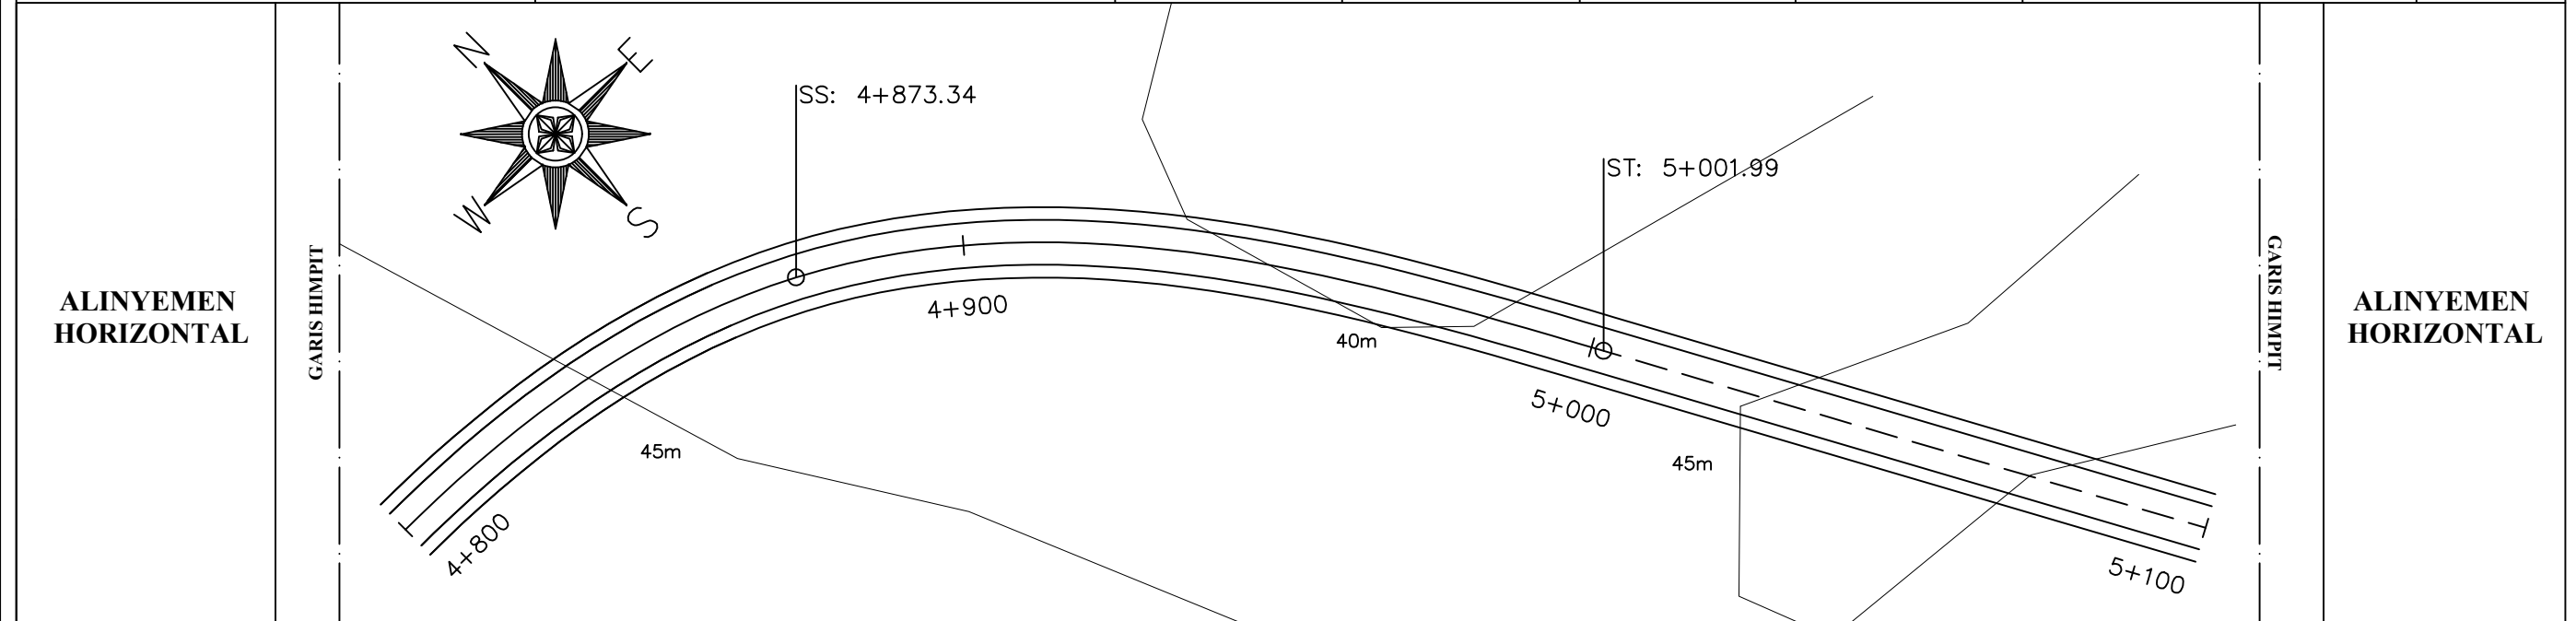 ALINYEMEN
HORIZONTAL
GARIS HIMPIT
N
E
W
S
SS: 4+873.34
ST: 5+001.99
4+800
4+900
5+000
5+100
45m
40m
45m
GARIS HIMPIT
ALINYEMEN
HORIZONTAL